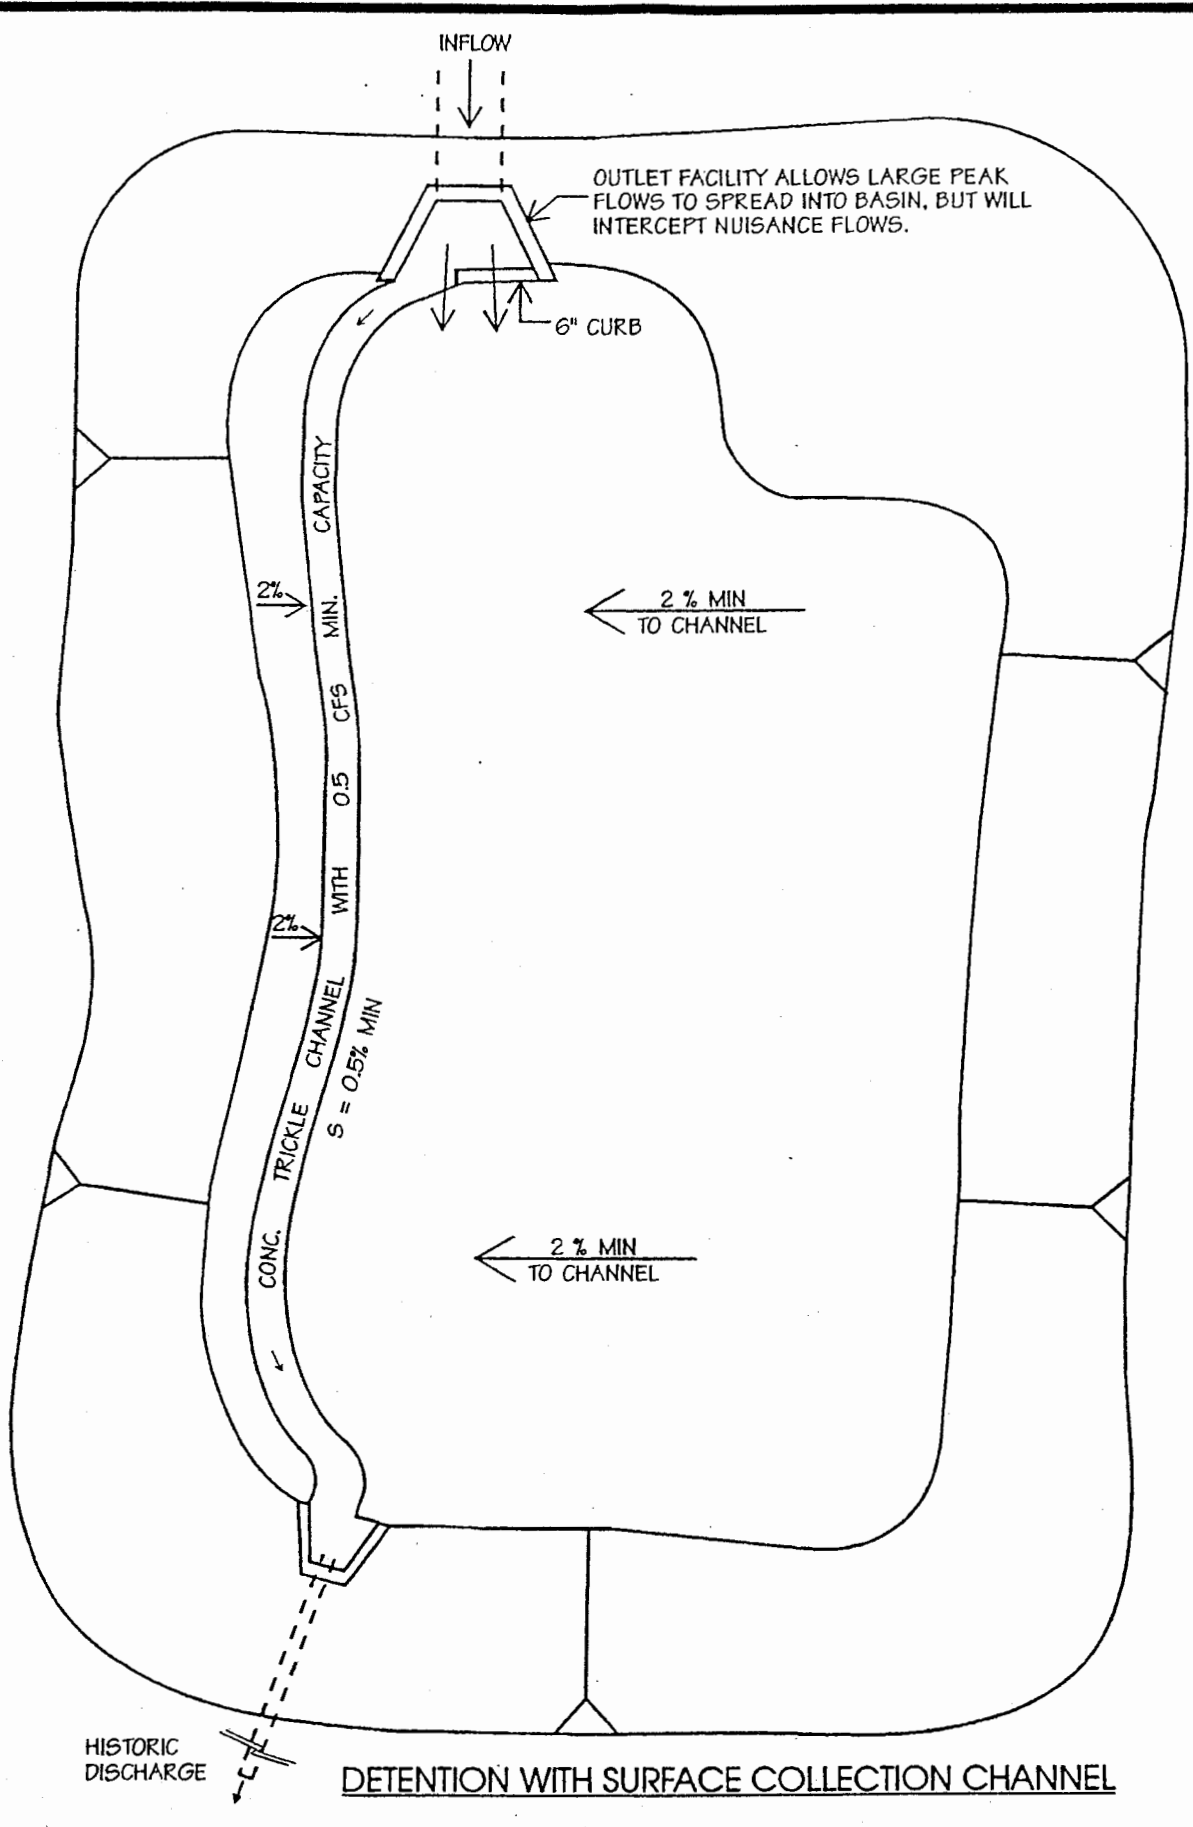 INFLOW
OUTLET FACILITY ALLOWS LARGE PEAK
FLOWS TO SPREAD INTO BASIN, BUT WILL
INTERCEPT NUISANCE FLOWS.
6" CURB
2%
2 % MIN
TO CHANNEL
2%
CONC. TRICKLE CHANNEL WITH 0.5 CFS MIN. CAPACITY
S = 0.5% MIN
2 % MIN
TO CHANNEL
HISTORIC
DISCHARGE
DETENTION WITH SURFACE COLLECTION CHANNEL